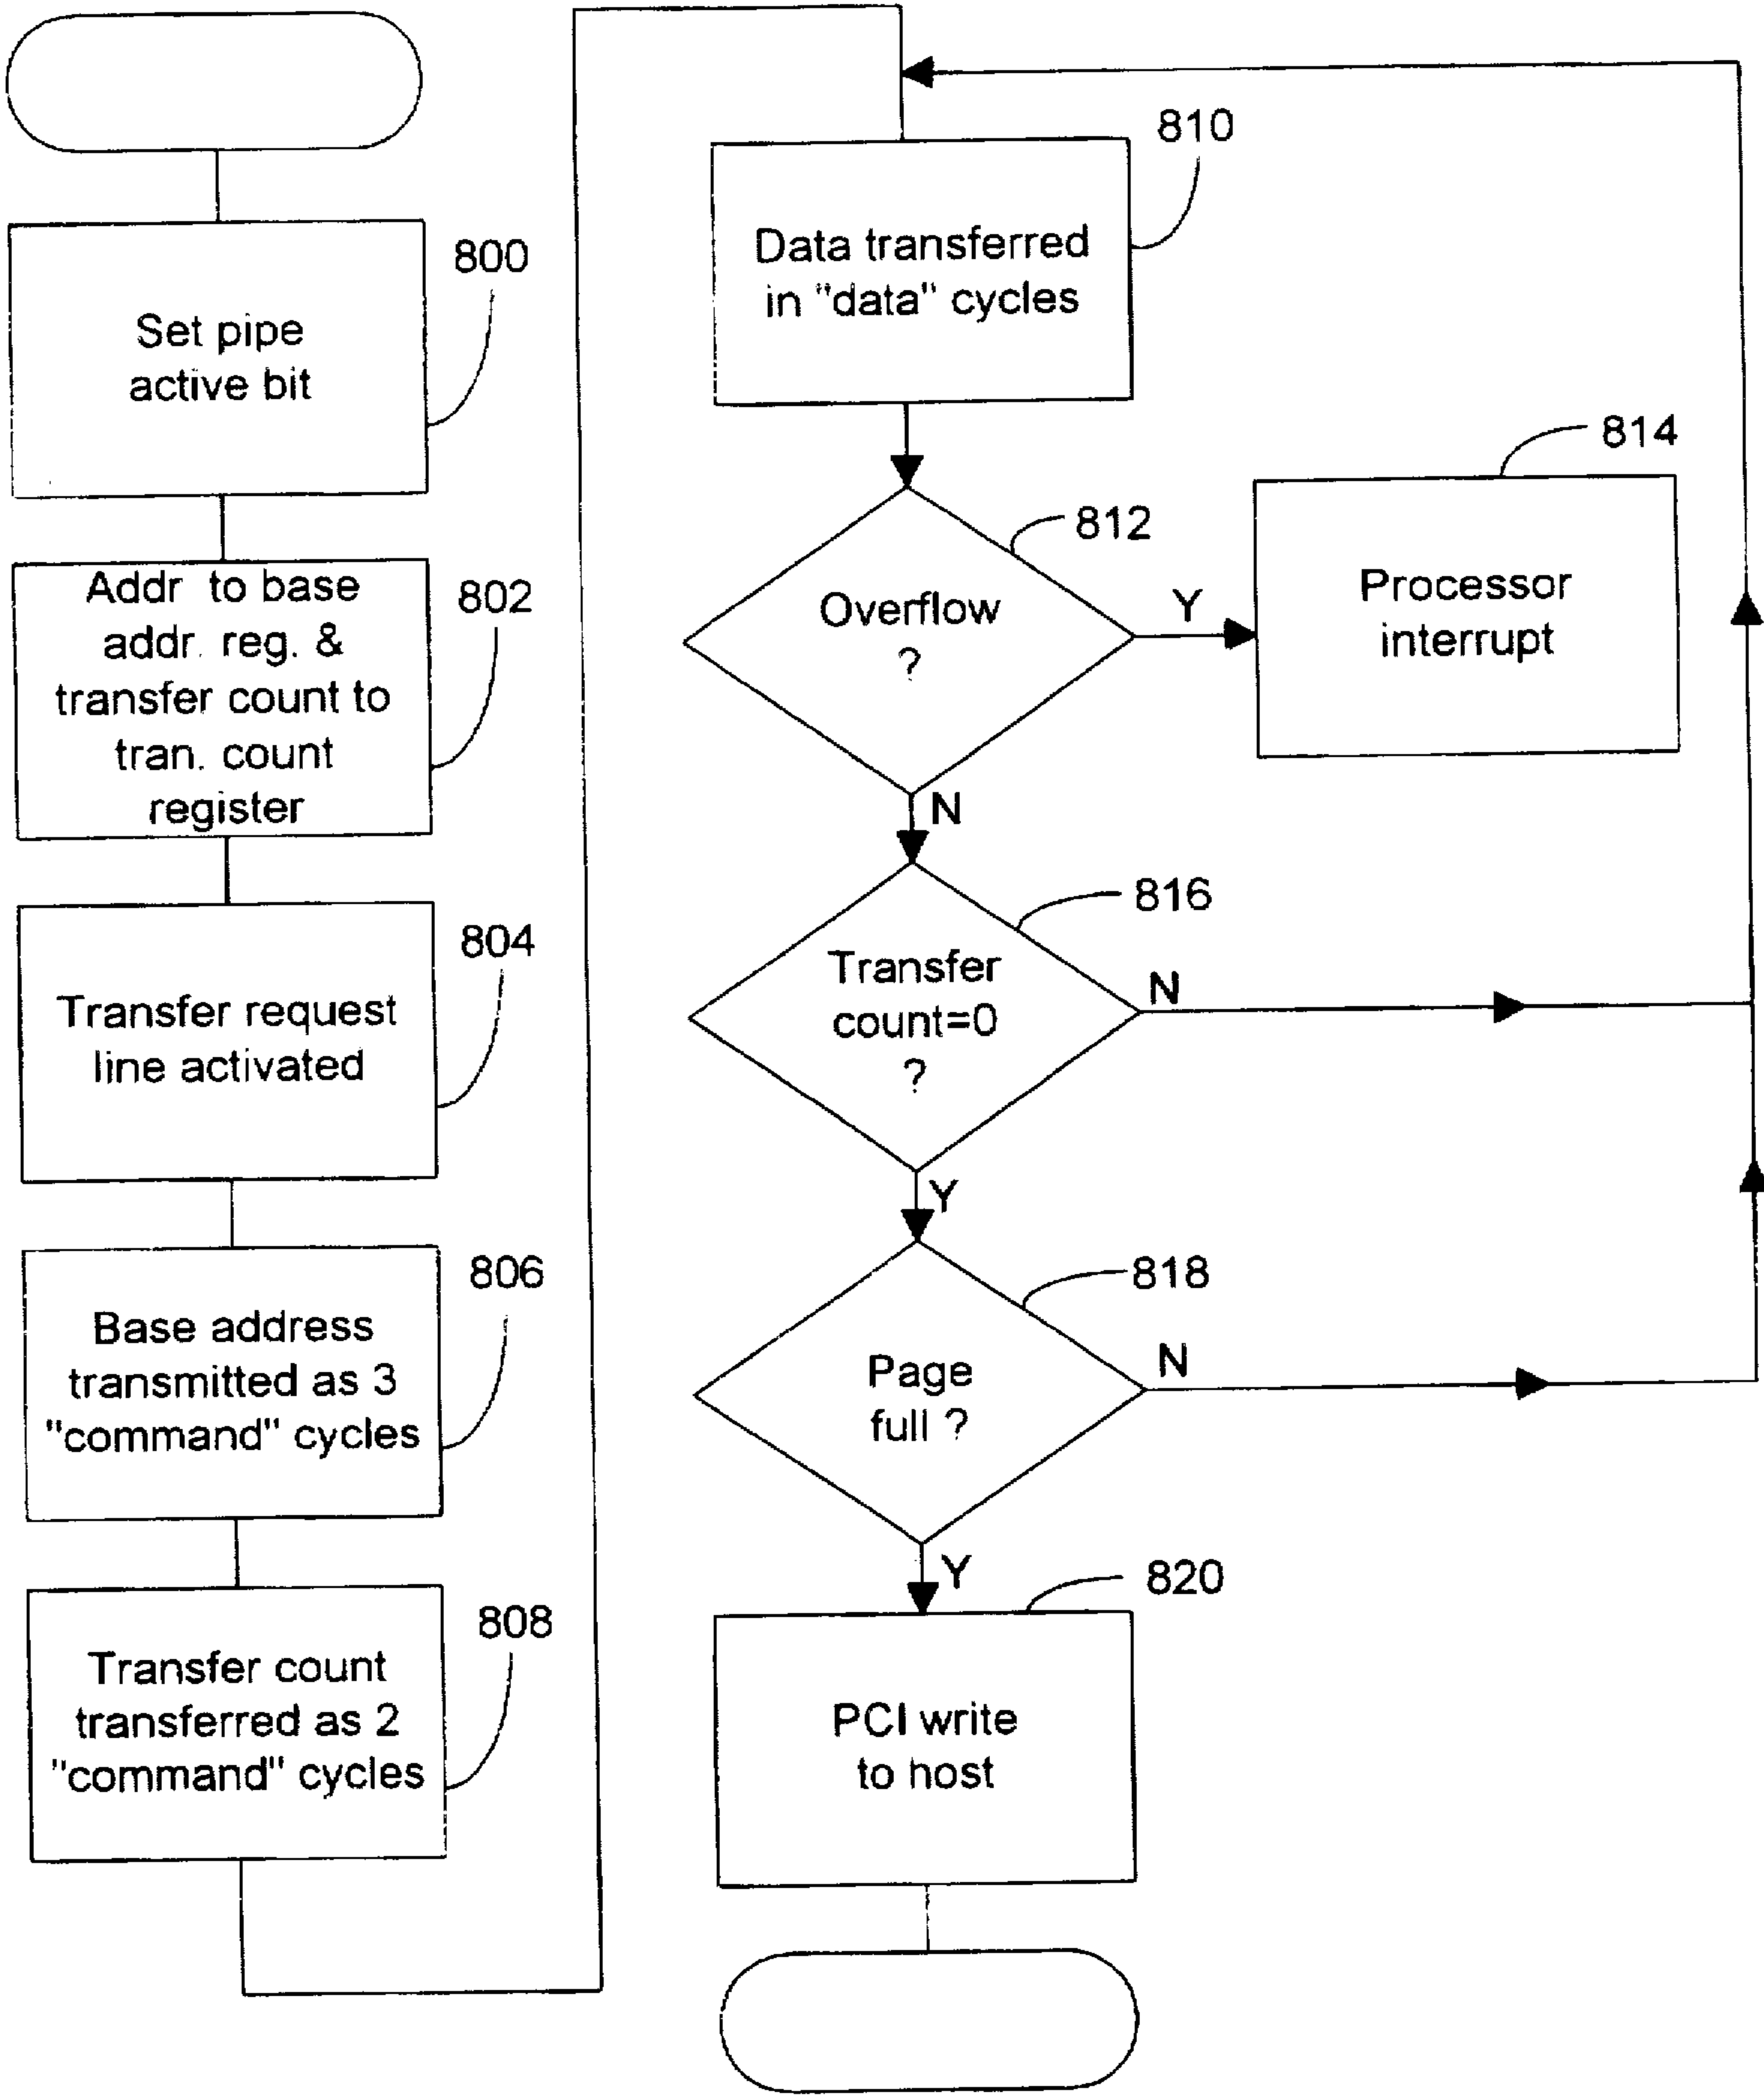 800
Set pipe
active bit
802
Addr to base
addr. reg. &
transfer count to
tran. count
register
804
Transfer request
line activated
806
Base address
transmitted as 3
"command" cycles
808
Transfer count
transferred as 2
"command" cycles
810
Data transferred
in "data" cycles
812
Overflow
?
Y
N
814
Processor
interrupt
816
Transfer
count=0
?
N
Y
818
Page
full ?
N
Y
820
PCI write
to host